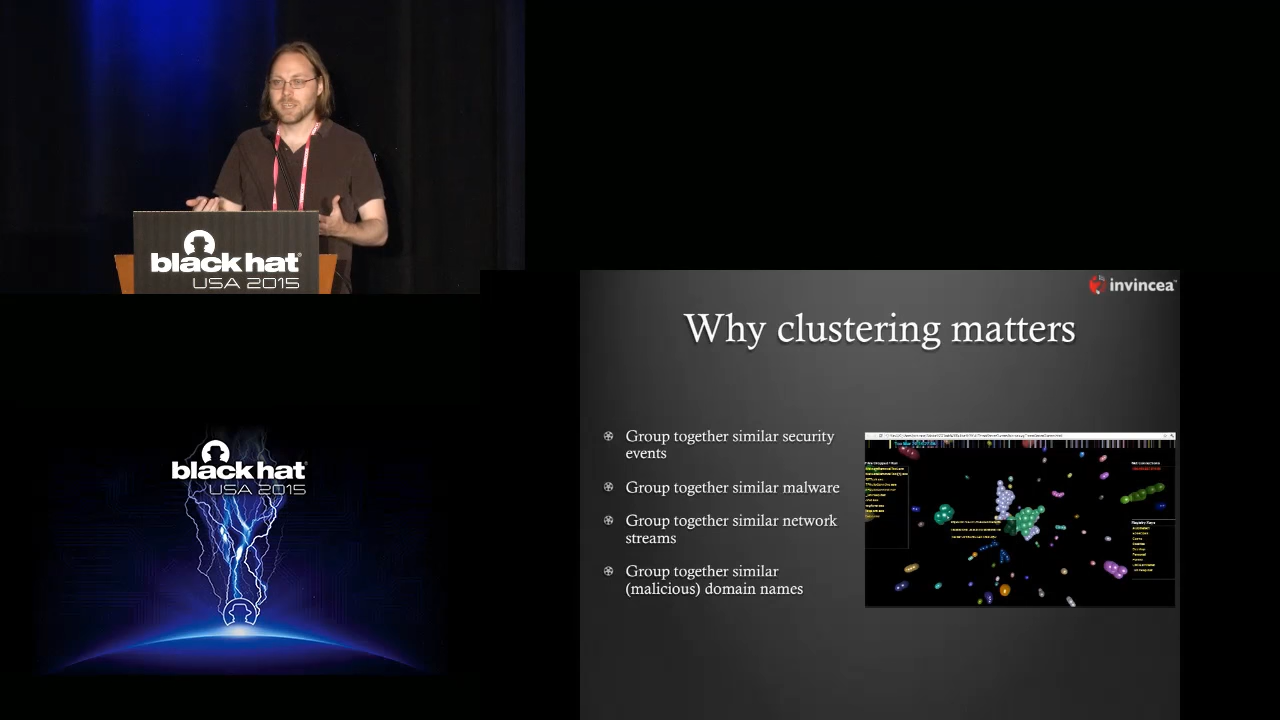 black hat®
USA 2015
invincea™
Why clustering matters
Group together similar security
events
Group together similar malware
Group together similar network
streams
Group together similar
(malicious) domain names
black hat®
USA 2015